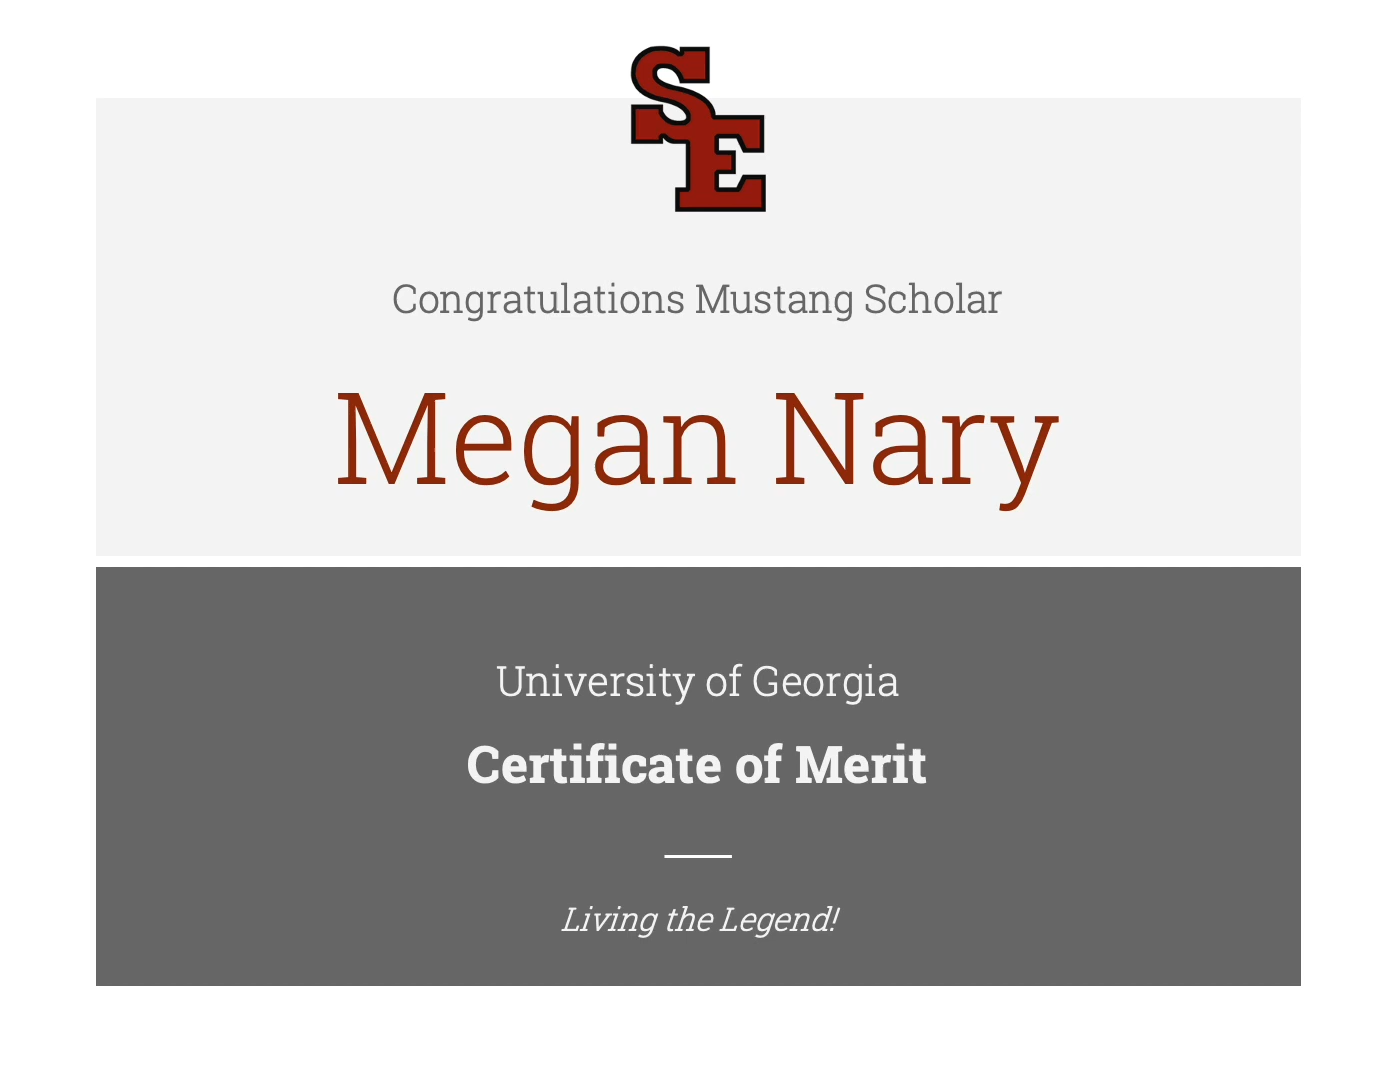 SE
Congratulations Mustang Scholar
Megan Nary
University of Georgia
Certificate of Merit
Living the Legend!